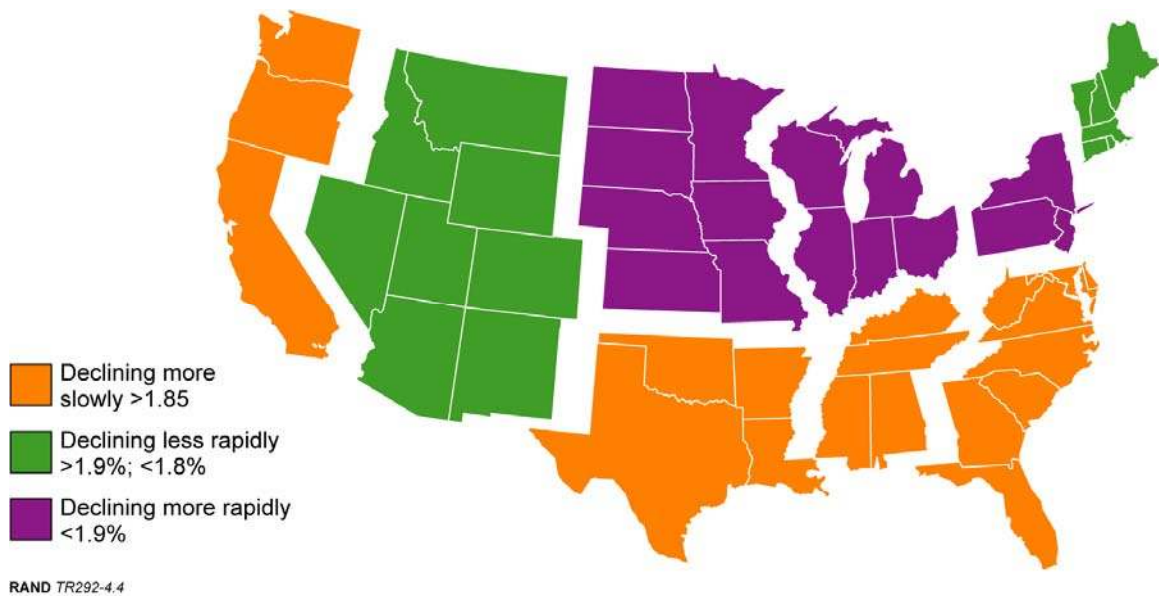 Declining more
slowly >1.85
Declining less rapidly
>1.9%; <1.8%
Declining more rapidly
<1.9%
RAND TR292-4.4